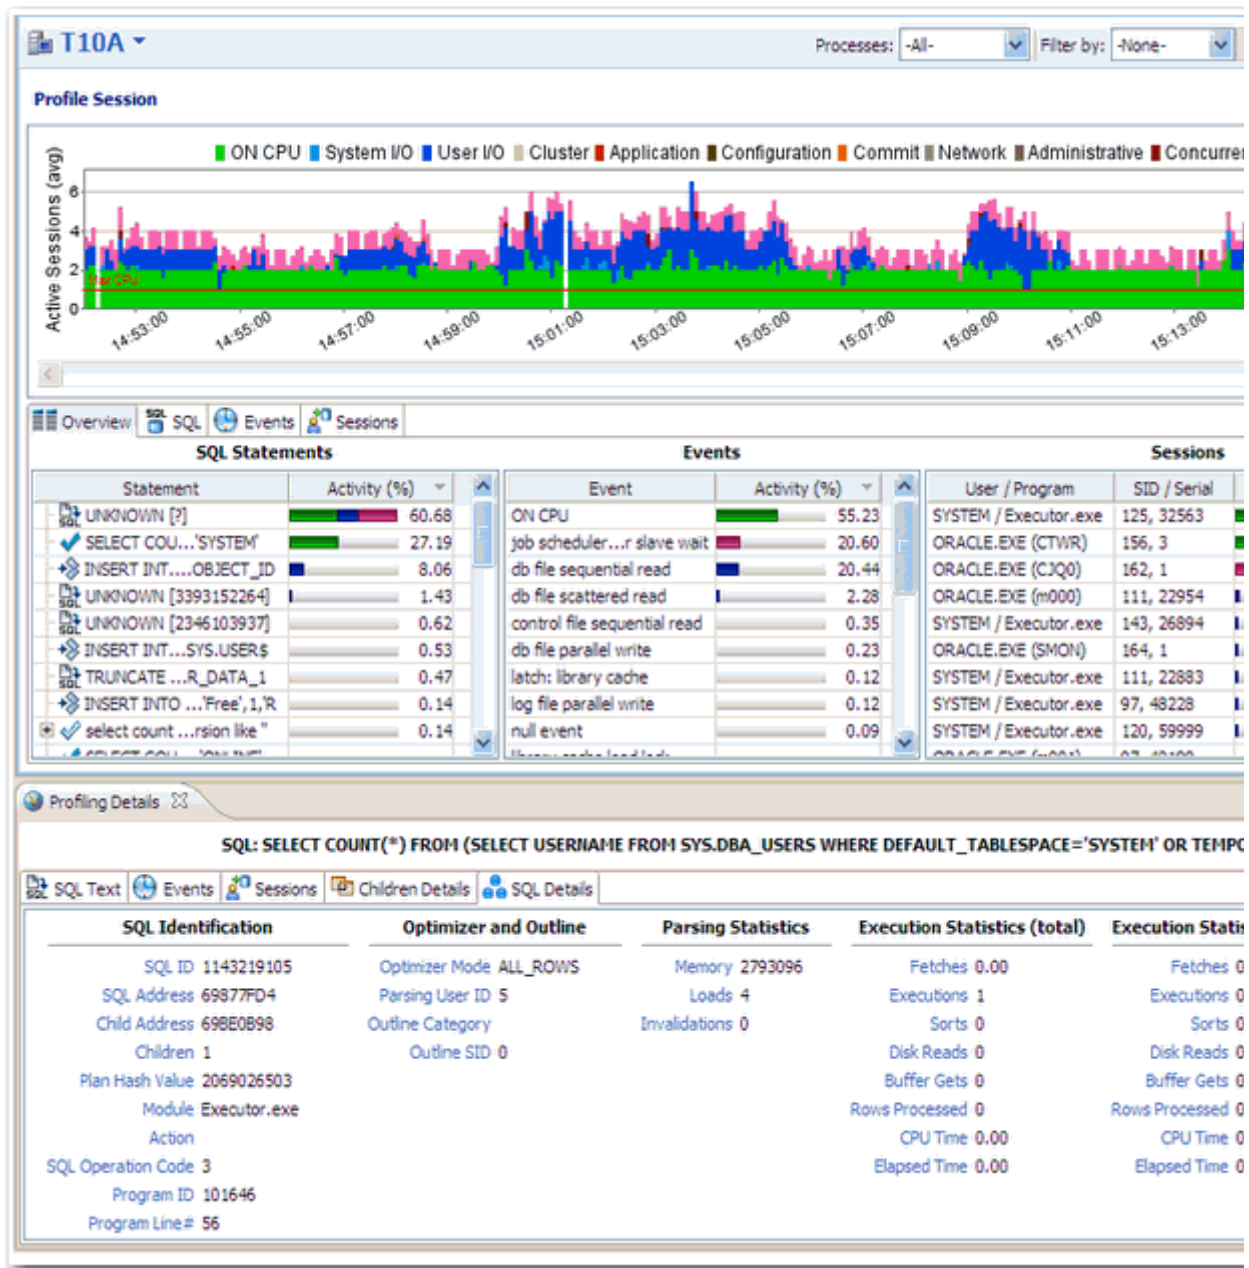 T10A
Processes: -All- Filter by: -None-
Profile Session
ON CPU System I/O User I/O Cluster Application Configuration Commit Network Administrative Concurre
Active Sessions (avg)
6
4
2
0
Max CPU
14:53:00 14:55:00 14:57:00 14:59:00 15:01:00 15:03:00 15:05:00 15:07:00 15:09:00 15:11:00 15:13:00
Overview SQL Events Sessions
SQL Statements Events Sessions
Statement Activity (%) Event Activity (%) User / Program SID / Serial
UNKNOWN [?] 60.68 ON CPU 55.23 SYSTEM / Executor.exe 125, 32563
SELECT COU...'SYSTEM' 27.19 job scheduler...r slave wait 20.60 ORACLE.EXE (CTWR) 156, 3
INSERT INT....OBJECT_ID 8.06 db file sequential read 20.44 ORACLE.EXE (CJQ0) 162, 1
UNKNOWN [3393152264] 1.43 db file scattered read 2.28 ORACLE.EXE (m000) 111, 22954
UNKNOWN [2346103937] 0.62 control file sequential read 0.35 SYSTEM / Executor.exe 143, 26894
INSERT INT...SYS.USER$ 0.53 db file parallel write 0.23 ORACLE.EXE (SMON) 164, 1
TRUNCATE ...R_DATA_1 0.47 latch: library cache 0.12 SYSTEM / Executor.exe 111, 22883
INSERT INTO ...'Free',1,'R 0.14 log file parallel write 0.12 SYSTEM / Executor.exe 97, 48228
select count ...rsion like " 0.14 null event 0.09 SYSTEM / Executor.exe 120, 59999
Profiling Details
SQL: SELECT COUNT(*) FROM (SELECT USERNAME FROM SYS.DBA_USERS WHERE DEFAULT_TABLESPACE='SYSTEM' OR TEMPO
SQL Text Events Sessions Children Details SQL Details
SQL Identification Optimizer and Outline Parsing Statistics Execution Statistics (total) Execution Statis
SQL ID 1143219105 Optimizer Mode ALL_ROWS Memory 2793096 Fetches 0.00 Fetches 0
SQL Address 69877FD4 Parsing User ID 5 Loads 4 Executions 1 Executions 0
Child Address 69BE0B98 Outline Category Invalidations 0 Sorts 0 Sorts 0
Children 1 Outline SID 0 Disk Reads 0 Disk Reads 0
Plan Hash Value 2069026503 Buffer Gets 0 Buffer Gets 0
Module Executor.exe Rows Processed 0 Rows Processed 0
Action CPU Time 0.00 CPU Time 0
SQL Operation Code 3 Elapsed Time 0.00 Elapsed Time 0
Program ID 101646
Program Line# 56